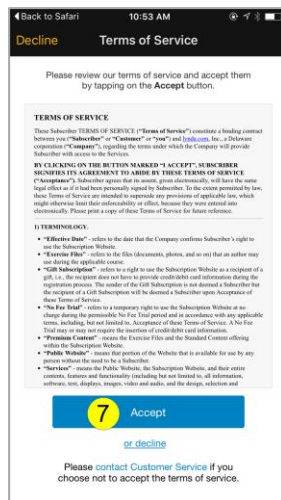 Back to Safari 10:53 AM
Decline Terms of Service
Please review our terms of service and accept them
by tapping on the Accept button.
TERMS OF SERVICE
These Subscriber TERMS OF SERVICE ("Terms of Service") constitute a binding contract
between you ("Subscriber" or "Customer" or "you") and lynda.com, Inc., a Delaware
corporation ("Company"), regarding the terms under which the Company will provide
Subscriber with access to the Services.
BY CLICKING ON THE BUTTON MARKED "I ACCEPT", SUBSCRIBER
SIGNIFIES ITS AGREEMENT TO ABIDE BY THESE TERMS OF SERVICE
("Acceptance"). Subscriber agrees that its assent, given electronically, will have the same
legal effect as if it had been personally signed by Subscriber. To the extent permitted by law,
these Terms of Service are intended to supersede any provisions of applicable law, which
might otherwise limit their enforceability or effect, because they were entered into
electronically. Please print a copy of these Terms of Service for future reference.
1) TERMINOLOGY.
• "Effective Date" - refers to the date that the Company confirms Subscriber's right to
use the Subscription Website.
• "Exercise Files" - refers to the files (documents, photos, and so on) that an author may
use during the applicable course.
• "Gift Subscription" - refers to a right to use the Subscription Website as a recipient of a
gift, i.e., the recipient does not have to provide credit/debit card information during the
registration process. The sender of the Gift Subscription is not deemed a Subscriber but
the recipient of a Gift Subscription will be deemed a Subscriber upon Acceptance of
these Terms of Service.
• "No Fee Trial" - refers to a temporary right to use the Subscription Website at no
charge during the permissible No Fee Trial period and in accordance with any applicable
terms, including, but not limited to, Acceptance of these Terms of Service. A No Fee
Trial may or may not require the insertion of credit/debit card information.
• "Premium Content" - means the Exercise Files and the Standard Content offering
within the Subscription Website.
• "Public Website" - means that portion of the Website that is available for use by any
person without the need to be a Subscriber.
• "Services" - means the Public Website, the Subscription Website, and their entire
contents, features and functionality (including but not limited to, all information,
software, text, displays, images, video and audio, and the design, selection and
7 Accept
or decline
Please contact Customer Service if you
choose not to accept the terms of service.